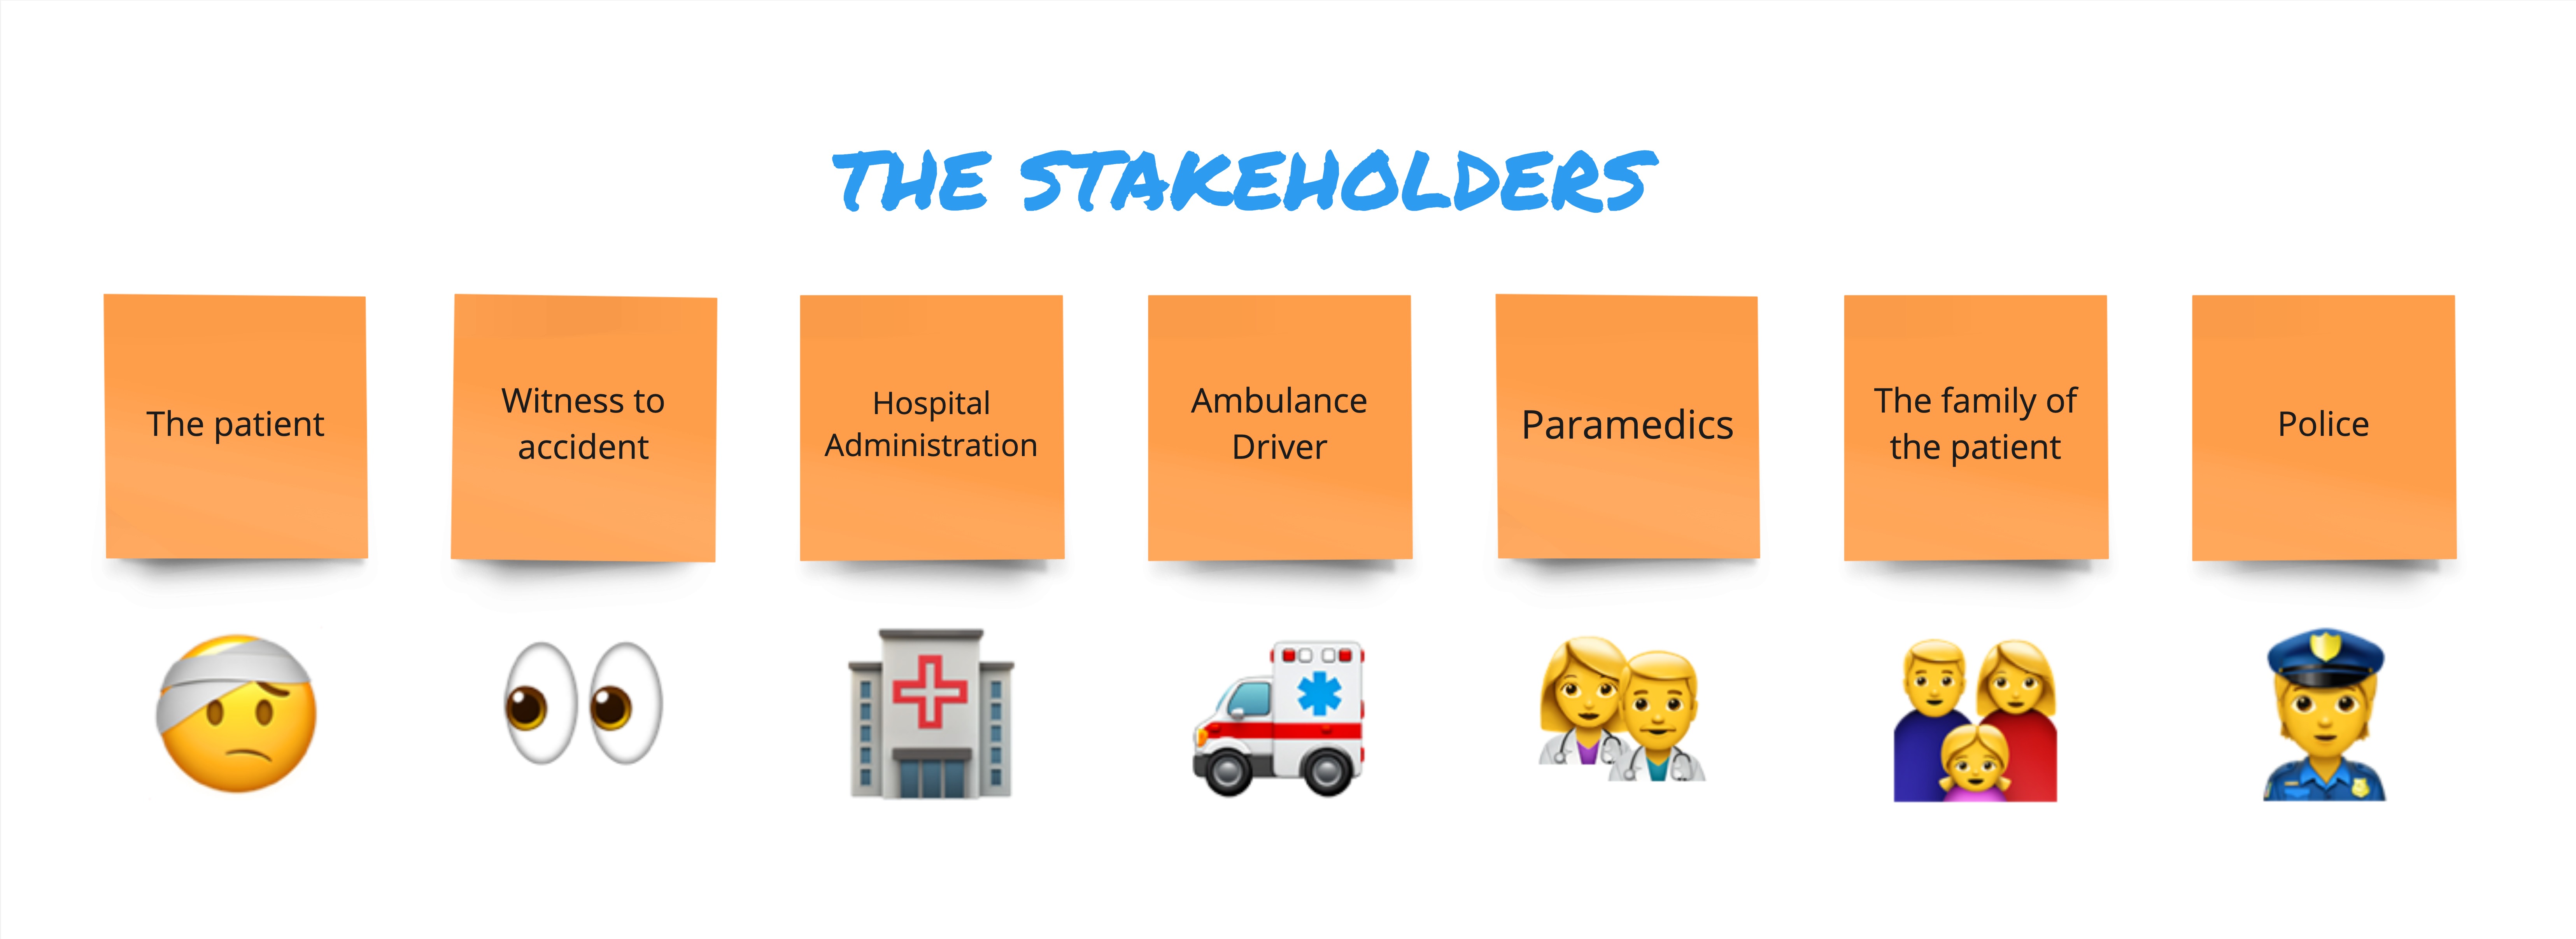 THE STAKEHOLDERS
The patient
Witness to
accident
Hospital
Administration
Ambulance
Driver
Paramedics
The family of
the patient
Police